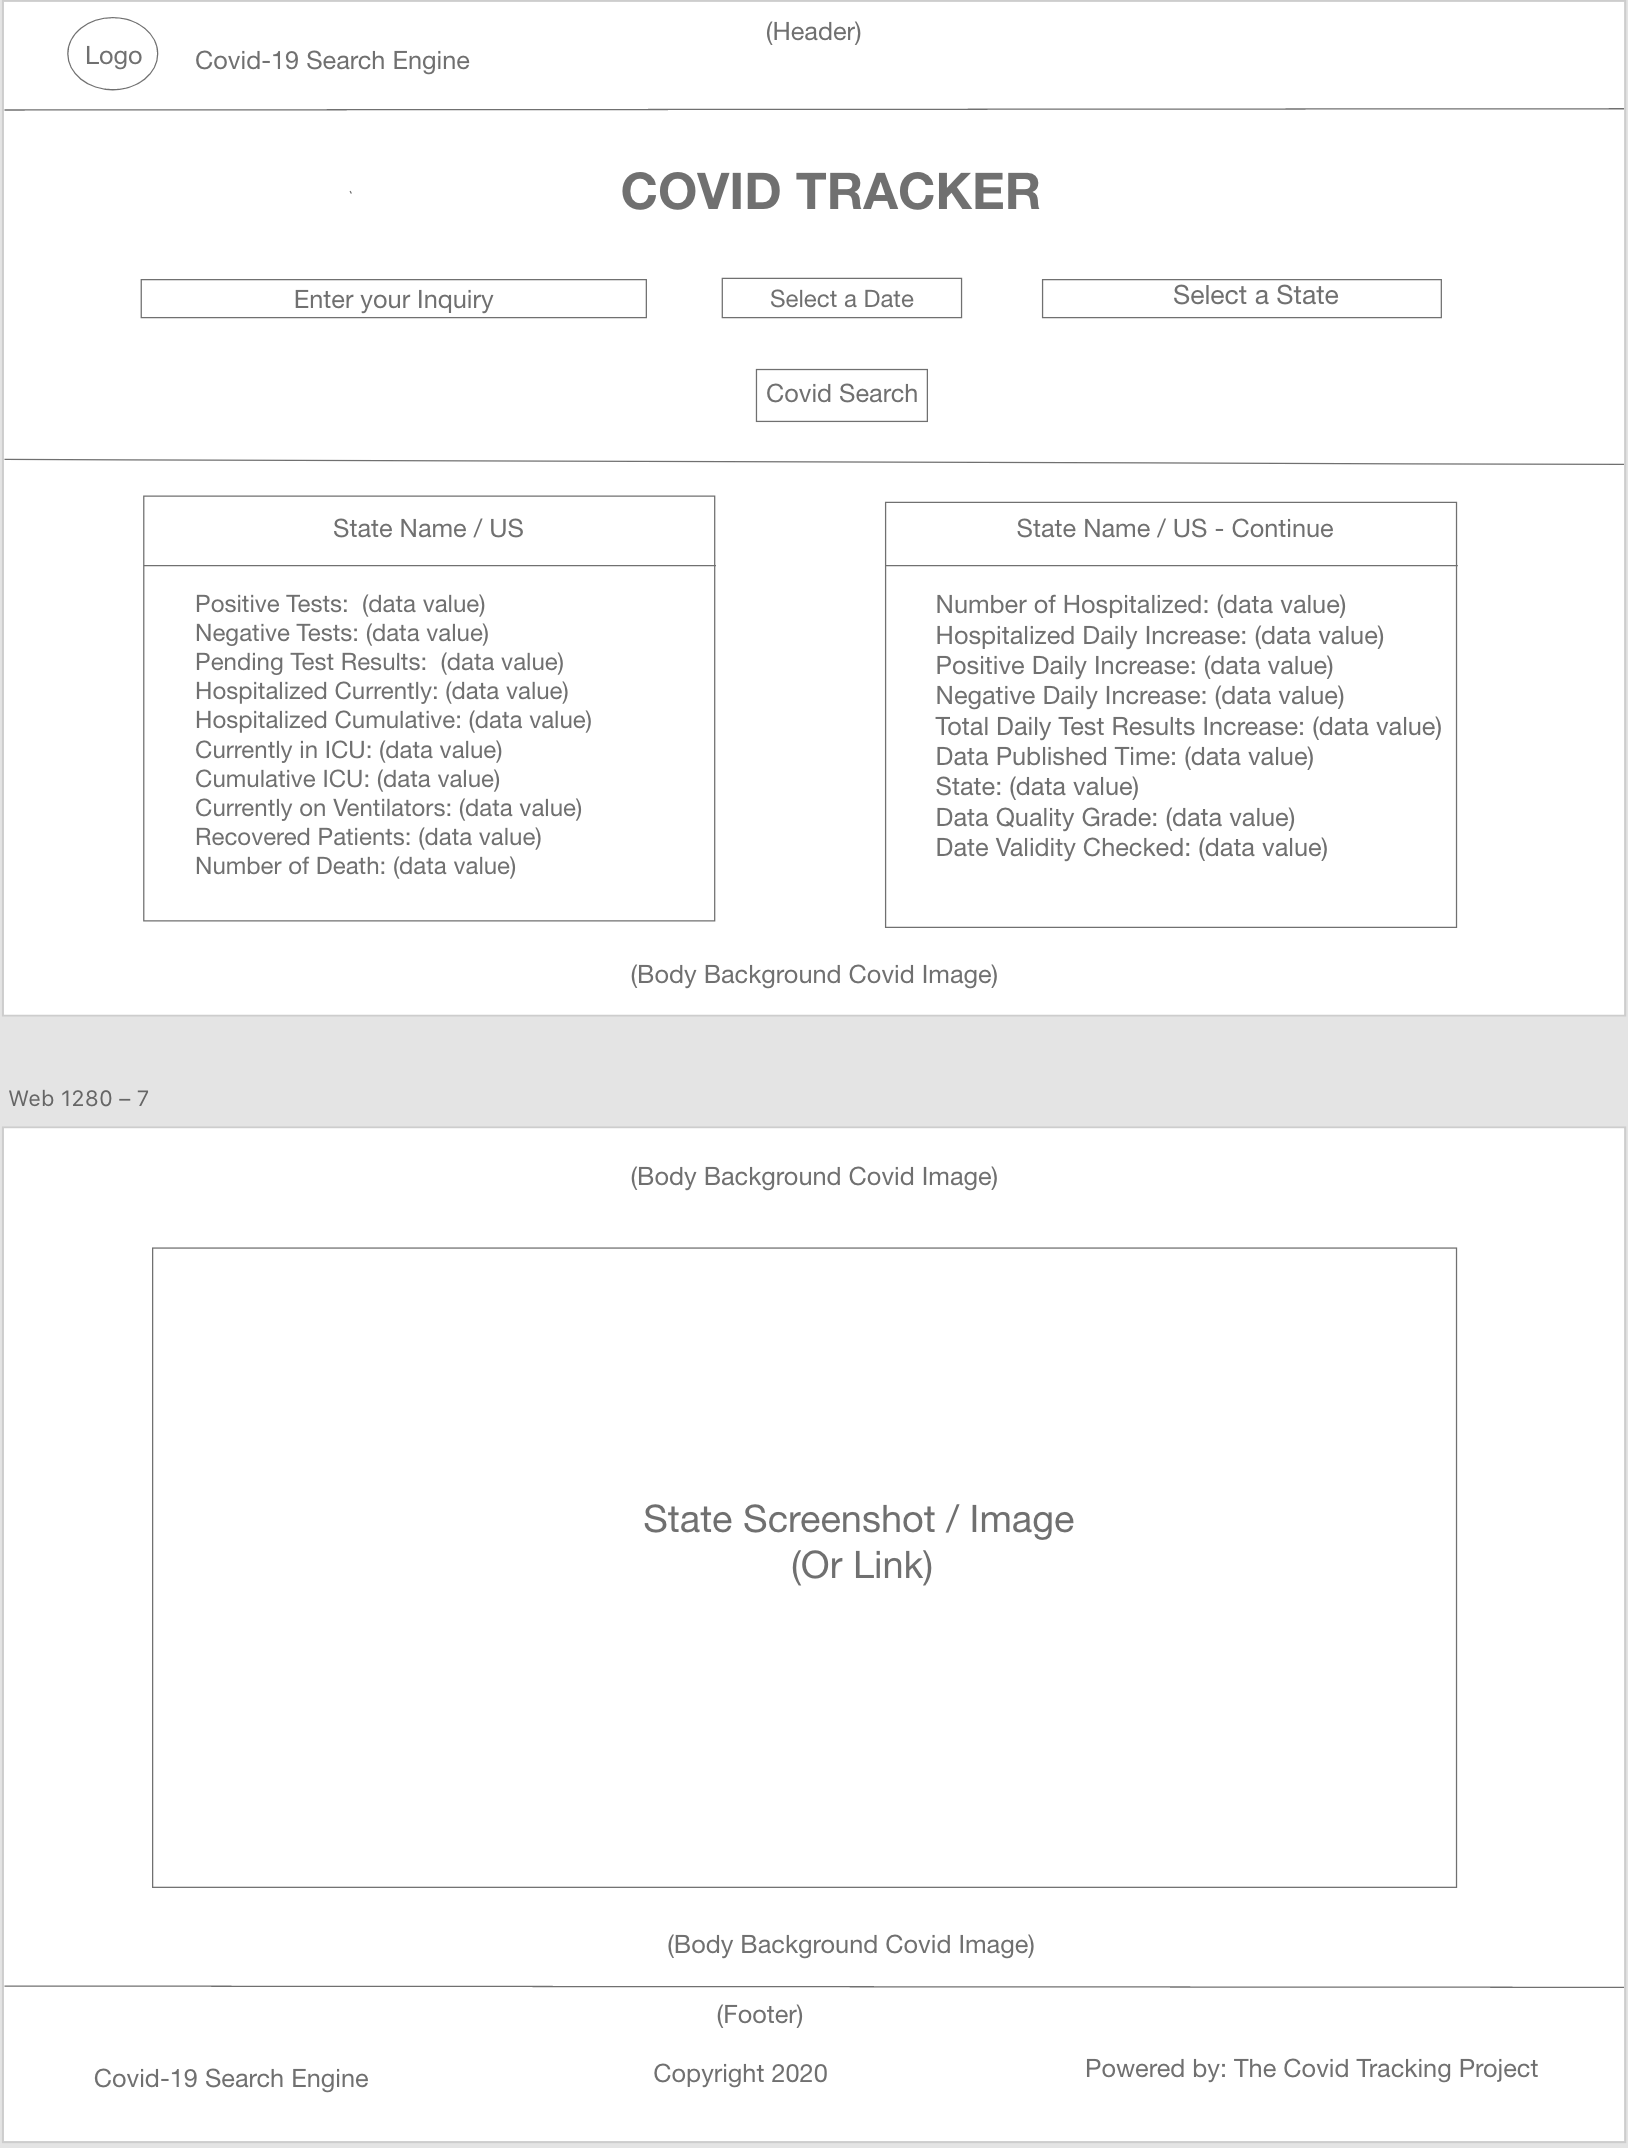 (Header)
Logo
Covid-19 Search Engine
COVID TRACKER
Enter your Inquiry
Select a Date
Select a State
Covid Search
State Name / US
Positive Tests:  (data value)
Negative Tests: (data value)
Pending Test Results:  (data value)
Hospitalized Currently: (data value)
Hospitalized Cumulative: (data value)
Currently in ICU: (data value)
Cumulative ICU: (data value)
Currently on Ventilators: (data value)
Recovered Patients: (data value)
Number of Death: (data value)
State Name / US - Continue
Number of Hospitalized: (data value)
Hospitalized Daily Increase: (data value)
Positive Daily Increase: (data value)
Negative Daily Increase: (data value)
Total Daily Test Results Increase: (data value)
Data Published Time: (data value)
State: (data value)
Data Quality Grade: (data value)
Date Validity Checked: (data value)
(Body Background Covid Image)
Web 1280 – 7
(Body Background Covid Image)
State Screenshot / Image
(Or Link)
(Body Background Covid Image)
(Footer)
Covid-19 Search Engine
Copyright 2020
Powered by: The Covid Tracking Project